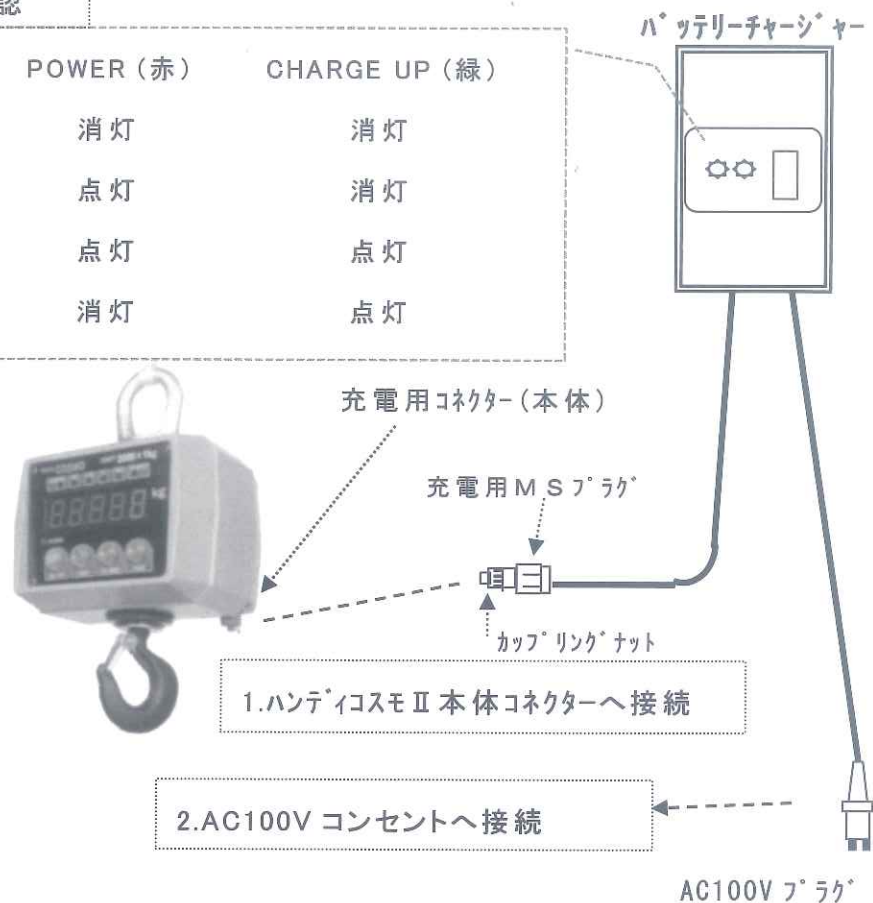 認
バッテリーチャージャー
POWER（赤） CHARGE UP（緑）
消灯 消灯
点灯 消灯
点灯 点灯
消灯 点灯
充電用コネクター（本体）
充電用ＭＳプラグ
カップリングナット
1.ハンディコスモⅡ本体コネクターへ接続
2.AC100V コンセントへ接続
AC100V プラグ